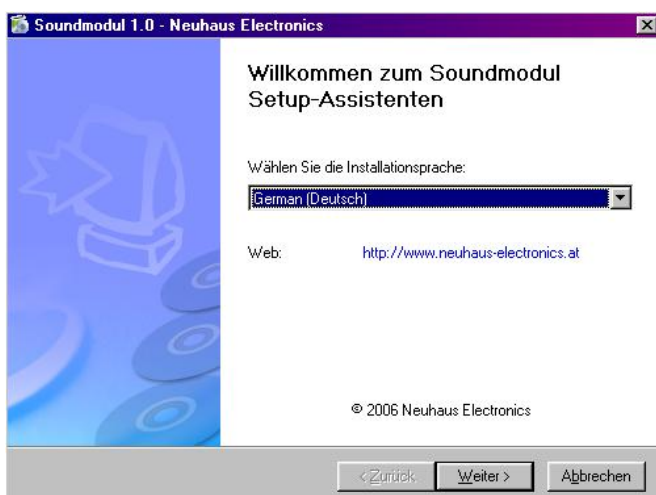 Soundmodul 1.0 - Neuhaus Electronics
Willkommen zum Soundmodul
Setup-Assistenten
Wählen Sie die Installationsprache:
German (Deutsch)
Web: http://www.neuhaus-electronics.at
© 2006 Neuhaus Electronics
< Zurück Weiter > Abbrechen